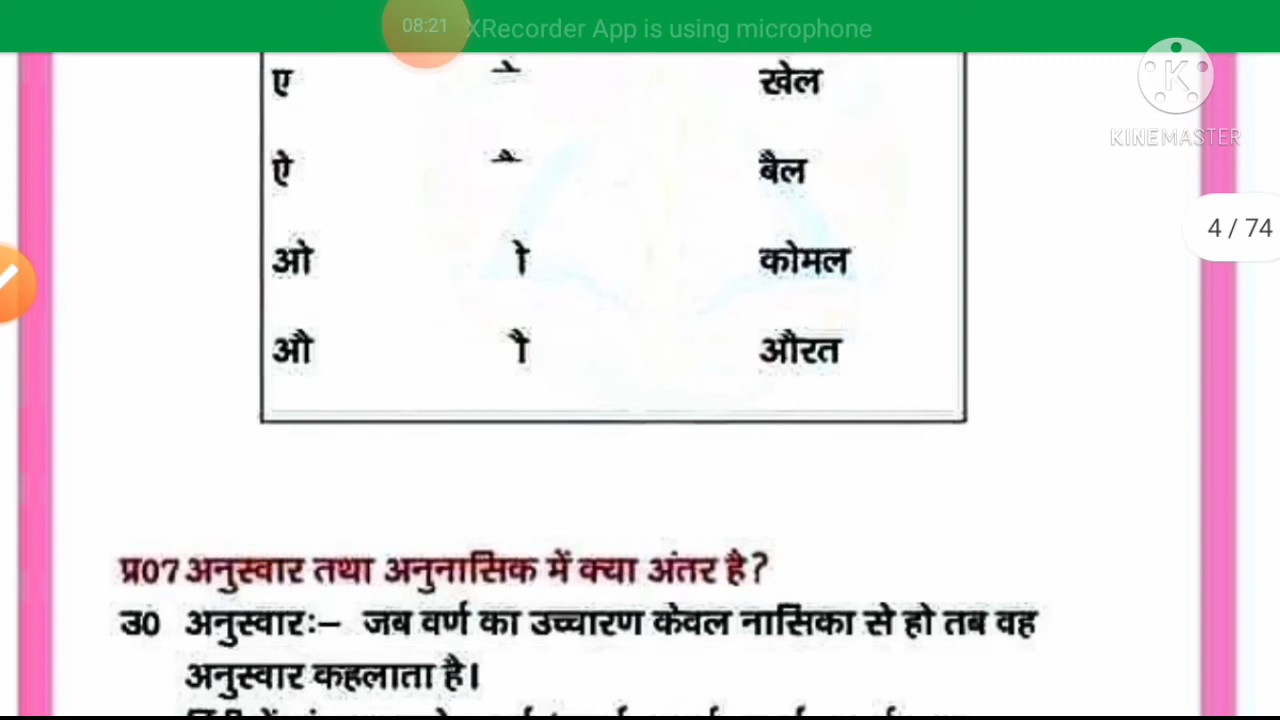 08:21 XRecorder App is using microphone
ए े खेल
KINEMASTER
ऐ ै बैल
4 / 74
ओ ो कोमल
औ ौ औरत
प्र07 अनुस्वार तथा अनुनासिक में क्या अंतर है?
उ0 अनुस्वारः– जब वर्ण का उच्चारण केवल नासिका से हो तब वह
अनुस्वार कहलाता है।